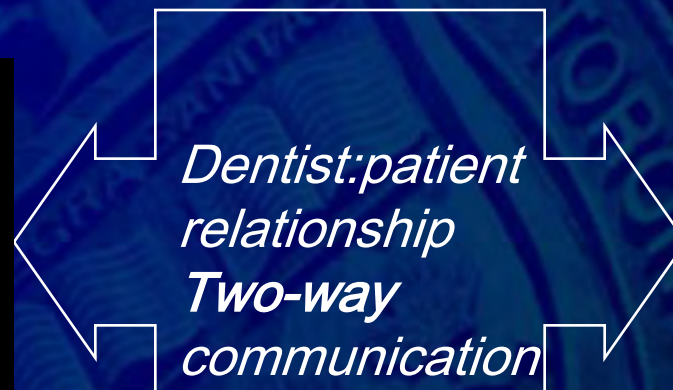 Dentist:patient
relationship
Two-way
communication